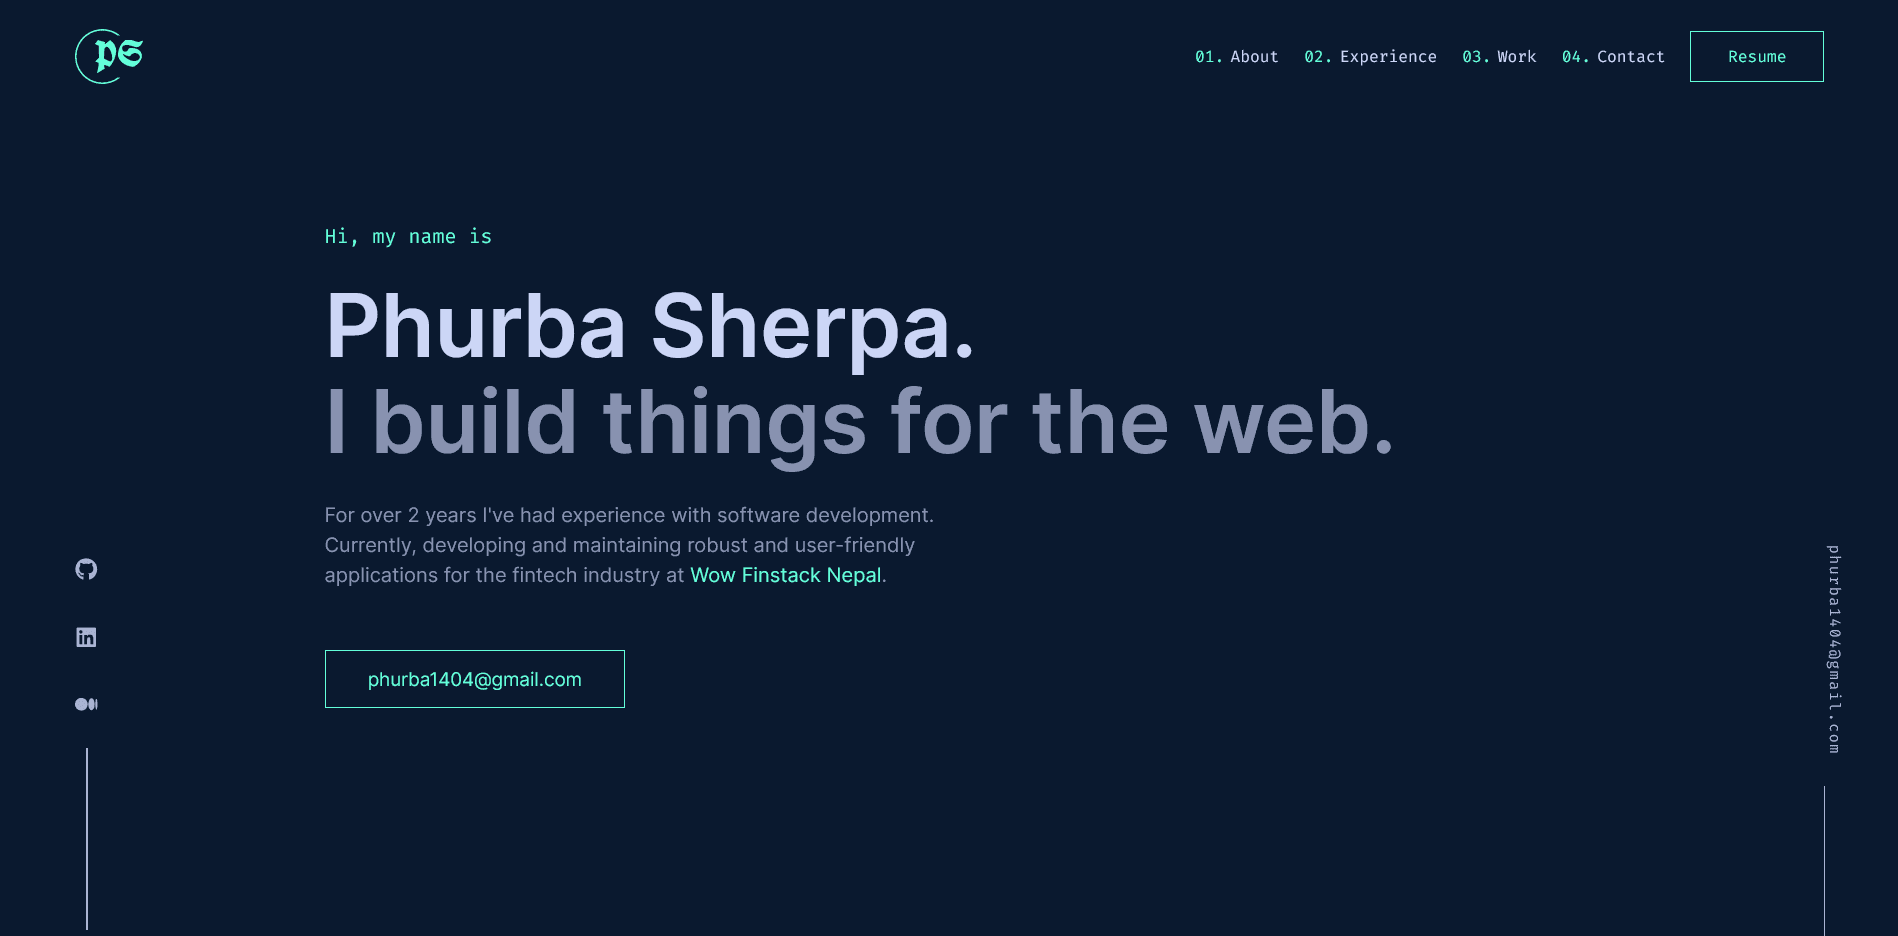 pS
01. About 02. Experience 03. Work 04. Contact Resume
Hi, my name is
Phurba Sherpa.
I build things for the web.
For over 2 years I've had experience with software development.
Currently, developing and maintaining robust and user-friendly
applications for the fintech industry at Wow Finstack Nepal.
in
phurba1404@gmail.com
phurba1404@gmail.com